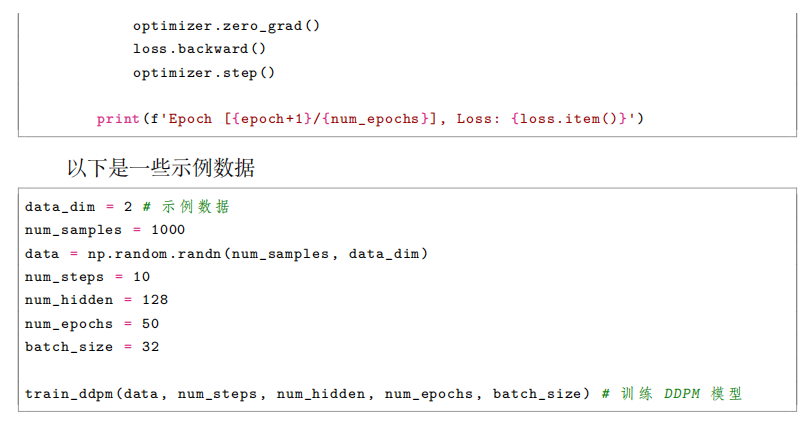 optimizer.zero_grad()
loss.backward()
optimizer.step()
print(f'Epoch [{epoch+1}/{num_epochs}], Loss: {loss.item()}')
以下是一些示例数据
data_dim = 2 # 示例数据
num_samples = 1000
data = np.random.randn(num_samples, data_dim)
num_steps = 10
num_hidden = 128
num_epochs = 50
batch_size = 32
train_ddpm(data, num_steps, num_hidden, num_epochs, batch_size) # 训练 DDPM 模型